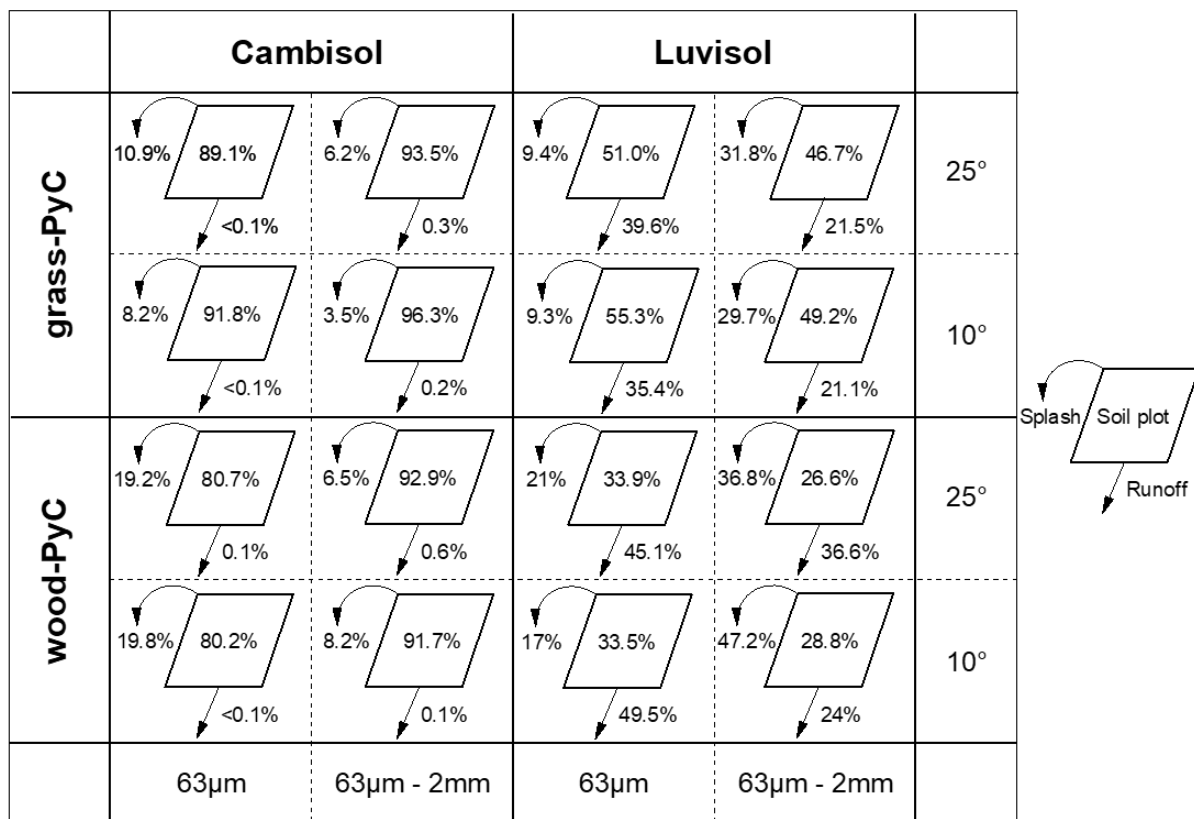 Cambisol Luvisol
grass-PyC
10.9% 89.1% 6.2% 93.5% 9.4% 51.0% 31.8% 46.7% 25°
<0.1% 0.3% 39.6% 21.5%
8.2% 91.8% 3.5% 96.3% 9.3% 55.3% 29.7% 49.2% 10°
<0.1% 0.2% 35.4% 21.1%
wood-PyC
19.2% 80.7% 6.5% 92.9% 21% 33.9% 36.8% 26.6% 25°
0.1% 0.6% 45.1% 36.6%
19.8% 80.2% 8.2% 91.7% 17% 33.5% 47.2% 28.8% 10°
<0.1% 0.1% 49.5% 24%
63µm 63µm - 2mm 63µm 63µm - 2mm
Splash Soil plot
Runoff